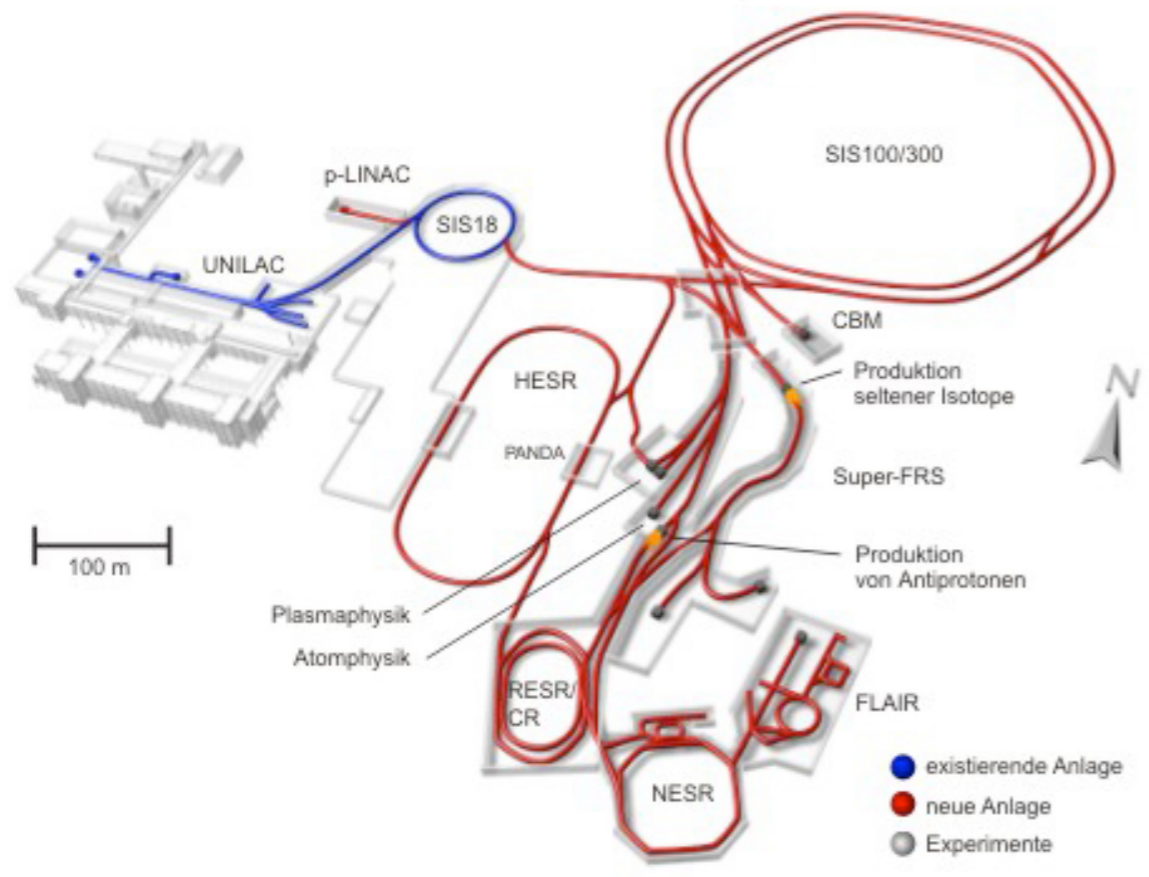 SIS100/300
p-LINAC
SIS18
UNILAC
CBM
Produktion
seltener Isotope
N
HESR
PANDA
Super-FRS
100 m
Produktion
von Antiprotonen
Plasmaphysik
Atomphysik
RESR/
CR
FLAIR
NESR
existierende Anlage
neue Anlage
Experimente